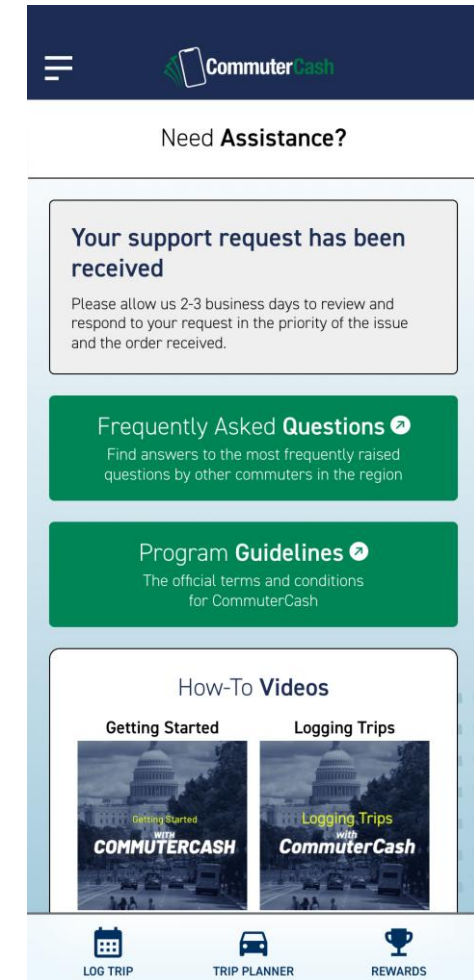 CommuterCash
Need Assistance?
Your support request has been
received
Please allow us 2-3 business days to review and
respond to your request in the priority of the issue
and the order received.
Frequently Asked Questions
Find answers to the most frequently raised
questions by other commuters in the region
Program Guidelines
The official terms and conditions
for CommuterCash
How-To Videos
Getting Started
Logging Trips
Getting Started
WITH
COMMUTERCASH
Logging Trips
with
CommuterCash
LOG TRIP
TRIP PLANNER
REWARDS